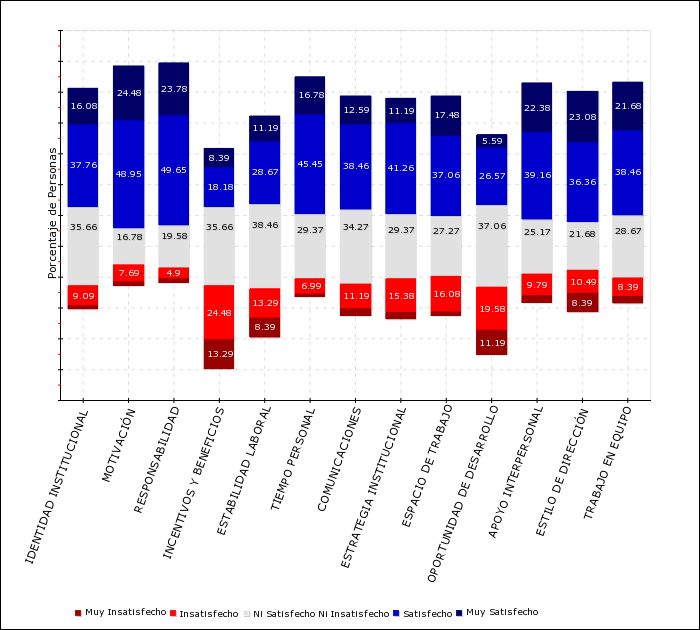 Porcentaje de Personas
16.08 24.48 23.78 8.39 11.19 16.78 12.59 11.19 17.48 5.59 22.38 23.08 21.68
37.76 48.95 49.65 18.18 28.67 45.45 38.46 41.26 37.06 26.57 39.16 36.36 38.46
35.66 16.78 19.58 35.66 38.46 29.37 34.27 29.37 27.27 37.06 25.17 21.68 28.67
9.09 7.69 4.9 24.48 13.29 6.99 11.19 15.38 16.08 19.58 9.79 10.49 8.39
13.29 8.39 11.19 8.39
IDENTIDAD INSTITUCIONAL
MOTIVACIÓN
RESPONSABILIDAD
INCENTIVOS Y BENEFICIOS
ESTABILIDAD LABORAL
TIEMPO PERSONAL
COMUNICACIONES
ESTRATEGIA INSTITUCIONAL
ESPACIO DE TRABAJO
OPORTUNIDAD DE DESARROLLO
APOYO INTERPERSONAL
ESTILO DE DIRECCIÓN
TRABAJO EN EQUIPO
Muy Insatisfecho Insatisfecho Ni Satisfecho Ni Insatisfecho Satisfecho Muy Satisfecho